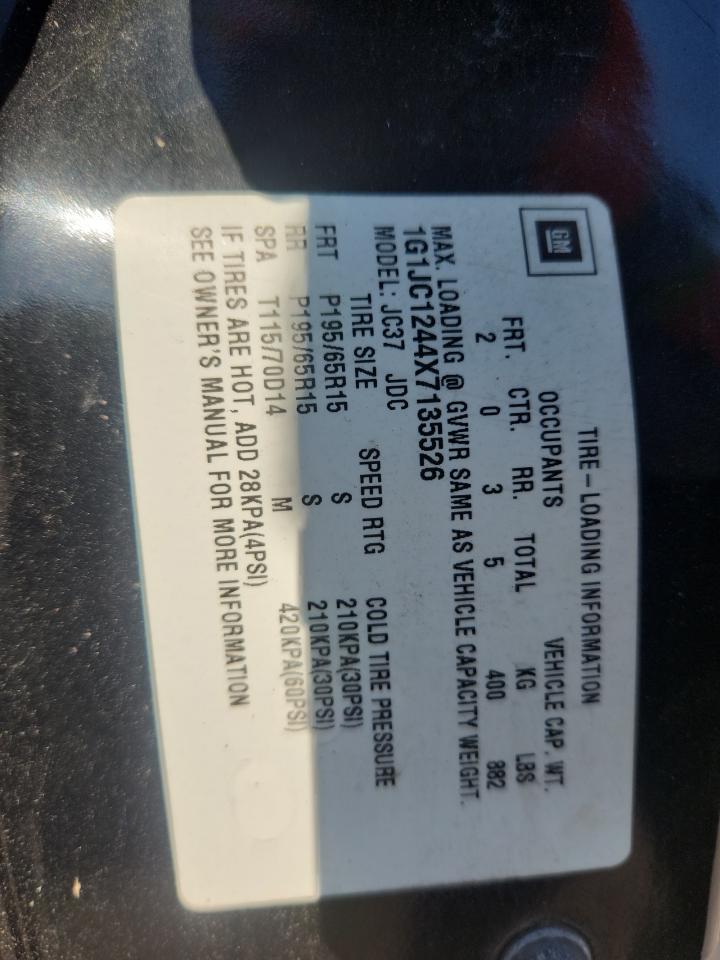 GM
TIRE-LOADING INFORMATION
OCCUPANTS VEHICLE CAP. WT.
FRT. CTR. RR. TOTAL KG LBS
2 0 3 5 400 882
MAX. LOADING @ GVWR SAME AS VEHICLE CAPACITY WEIGHT.
1G1JC1244X7135526
MODEL: JC37 JDC
TIRE SIZE SPEED RTG COLD TIRE PRESSURE
FRT P195/65R15 S 210KPA(30PSI)
RR P195/65R15 S 210KPA(30PSI)
SPA T115/70D14 M 420KPA(60PSI)
IF TIRES ARE HOT, ADD 28KPA(4PSI)
SEE OWNER'S MANUAL FOR MORE INFORMATION